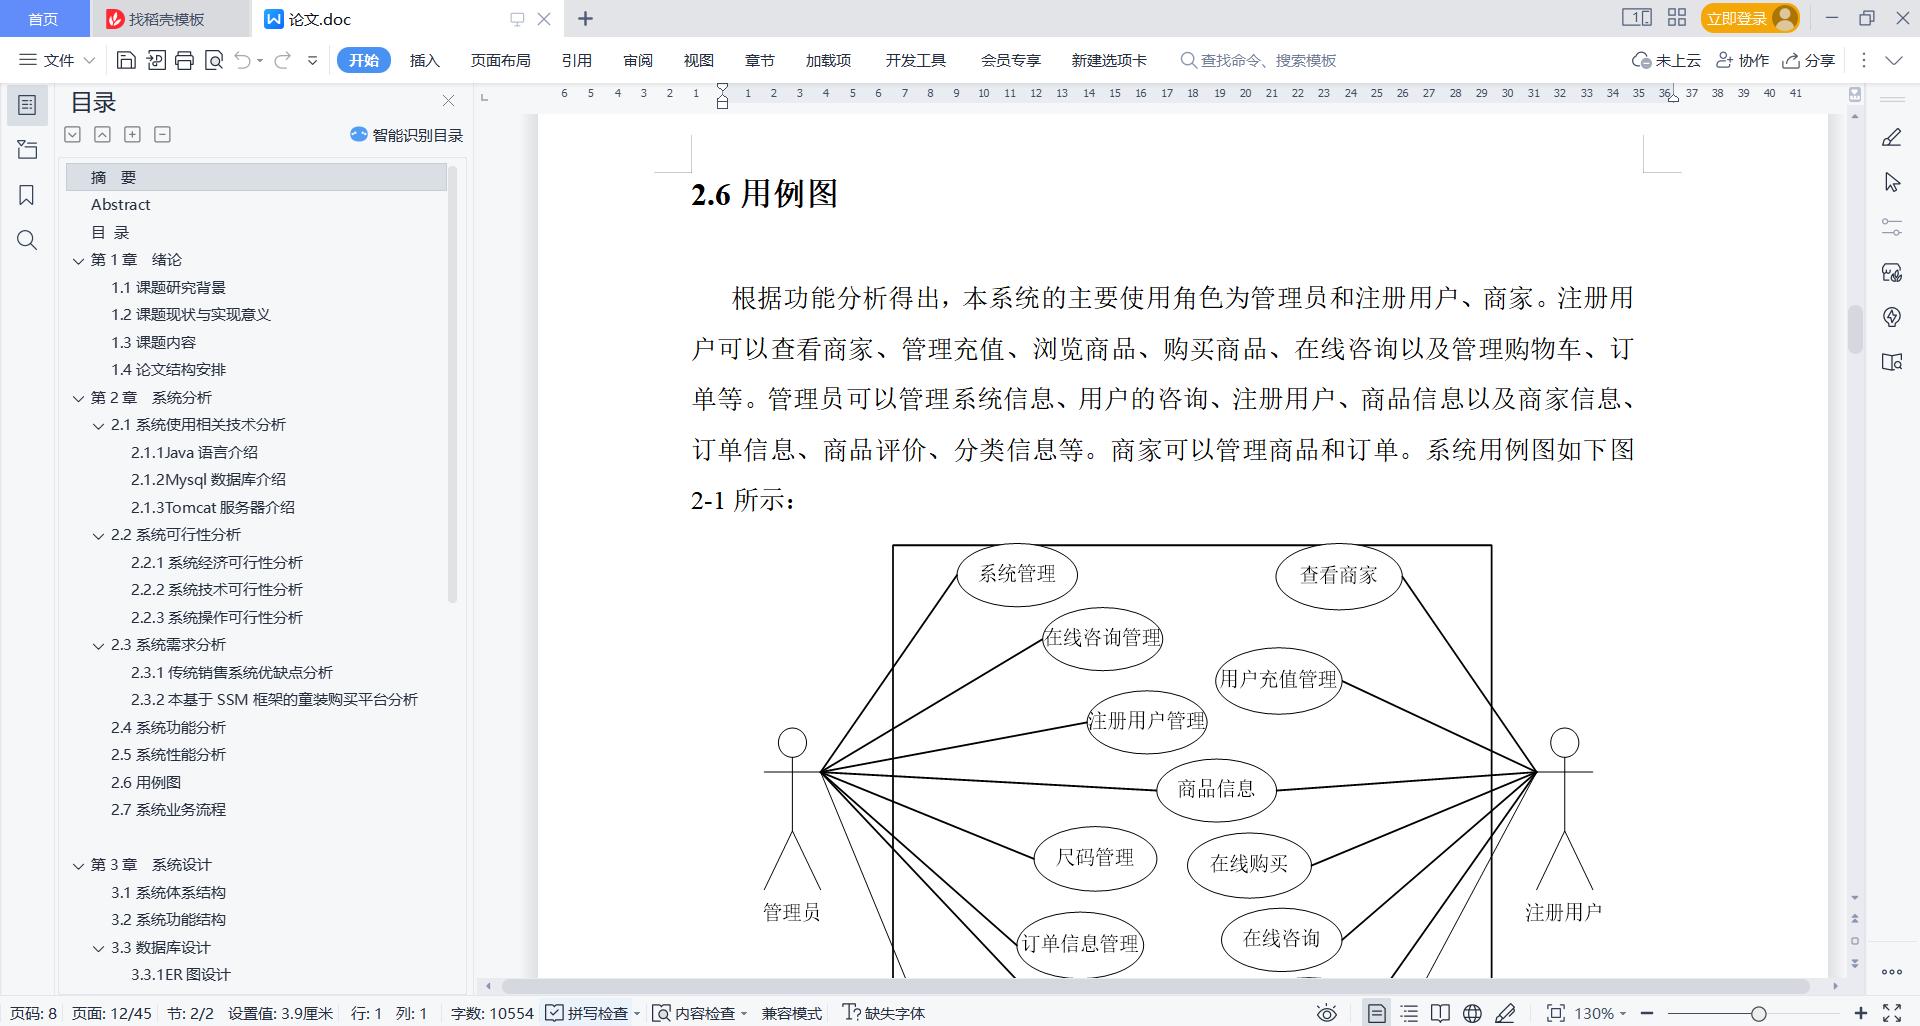 首页
找稻壳模板
论文.doc
立即登录
文件
开始
插入
页面布局
引用
审阅
视图
章节
加载项
开发工具
会员专享
新建选项卡
查找命令、搜索模板
未上云
协作
分享
目录
智能识别目录
摘 要
Abstract
目 录
第 1 章 绪论
1.1 课题研究背景
1.2 课题现状与实现意义
1.3 课题内容
1.4 论文结构安排
第 2 章 系统分析
2.1 系统使用相关技术分析
2.1.1Java 语言介绍
2.1.2Mysql 数据库介绍
2.1.3Tomcat 服务器介绍
2.2 系统可行性分析
2.2.1 系统经济可行性分析
2.2.2 系统技术可行性分析
2.2.3 系统操作可行性分析
2.3 系统需求分析
2.3.1 传统销售系统优缺点分析
2.3.2 本基于 SSM 框架的童装购买平台分析
2.4 系统功能分析
2.5 系统性能分析
2.6 用例图
2.7 系统业务流程
第 3 章 系统设计
3.1 系统体系结构
3.2 系统功能结构
3.3 数据库设计
3.3.1ER 图设计
6 5 4 3 2 1 1 2 3 4 5 6 7 8 9 10 11 12 13 14 15 16 17 18 19 20 21 22 23 24 25 26 27 28 29 30 31 32 33 34 35 36 37 38 39 40 41
2.6 用例图
根据功能分析得出，本系统的主要使用角色为管理员和注册用户、商家。注册用
户可以查看商家、管理充值、浏览商品、购买商品、在线咨询以及管理购物车、订
单等。管理员可以管理系统信息、用户的咨询、注册用户、商品信息以及商家信息、
订单信息、商品评价、分类信息等。商家可以管理商品和订单。系统用例图如下图
2-1 所示：
系统管理
查看商家
在线咨询管理
用户充值管理
注册用户管理
商品信息
尺码管理
在线购买
管理员
注册用户
订单信息管理
在线咨询
页码: 8
页面: 12/45
节: 2/2
设置值: 3.9厘米
行: 1
列: 1
字数: 10554
拼写检查
内容检查
兼容模式
缺失字体
130%